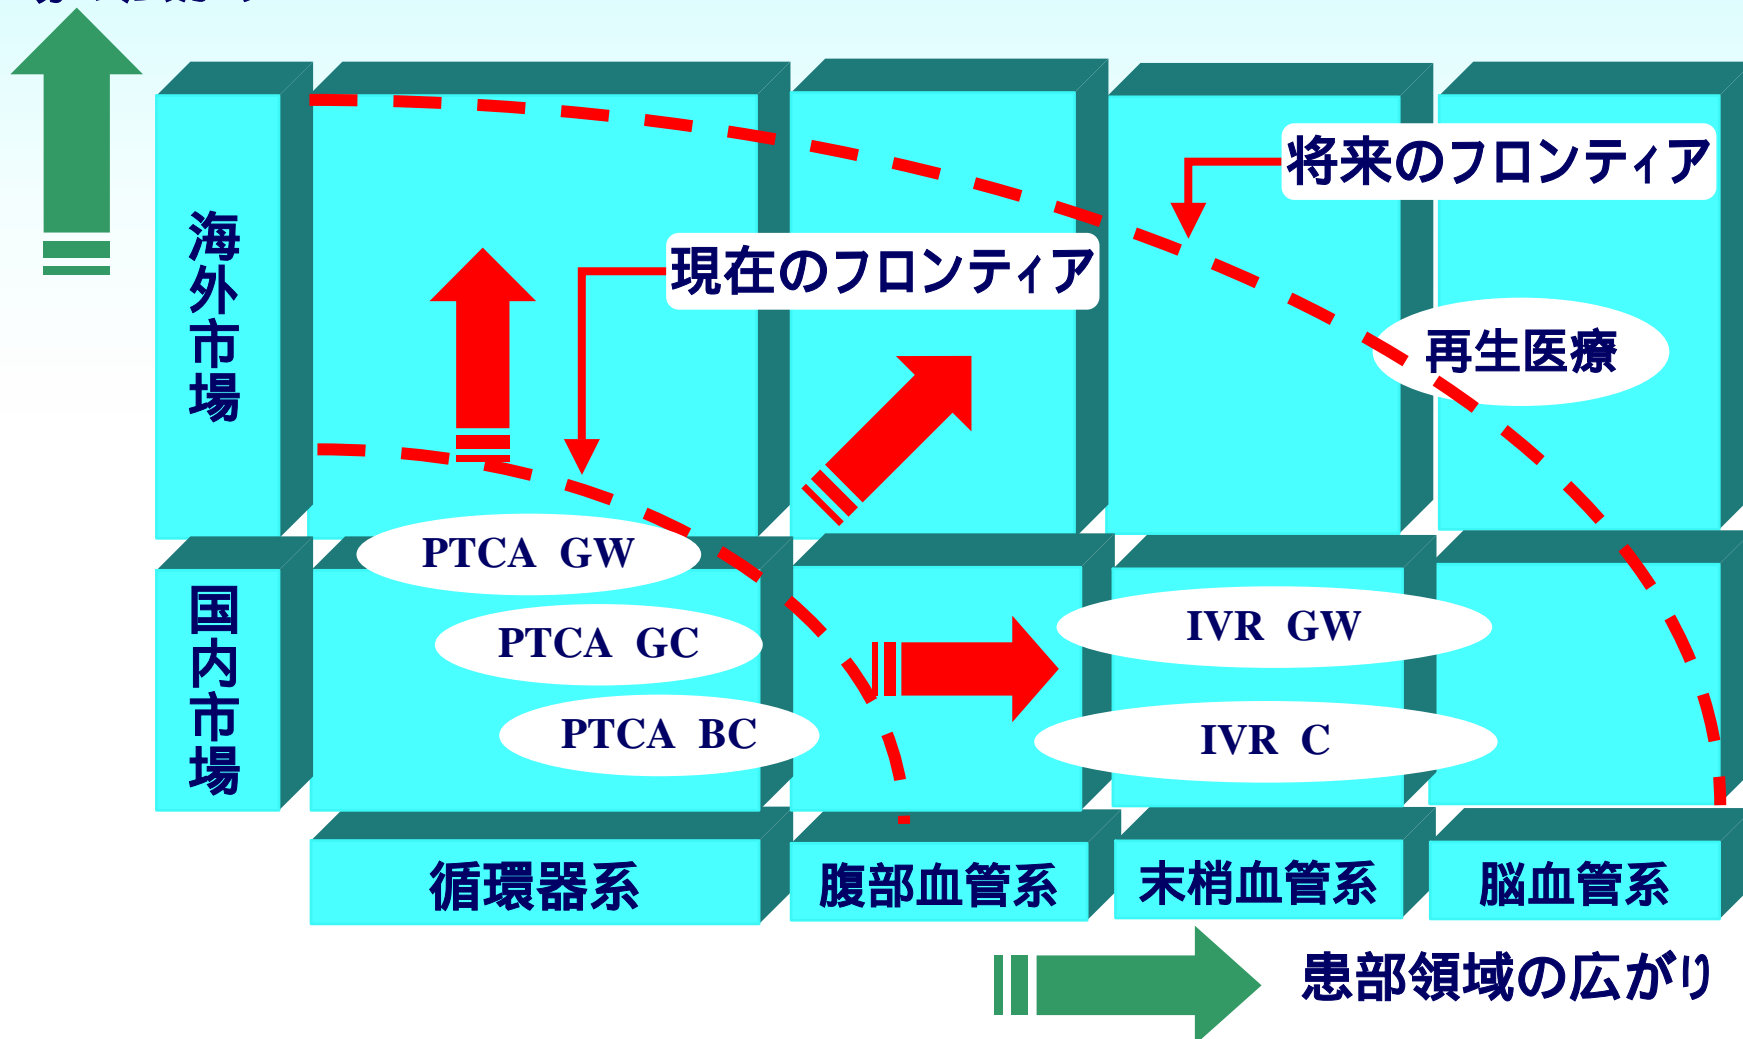 将来のフロンティア
現在のフロンティア
海外市場
再生医療
PTCA GW
PTCA GC
PTCA BC
IVR GW
IVR C
国内市場
循環器系
腹部血管系
末梢血管系
脳血管系
患部領域の広がり